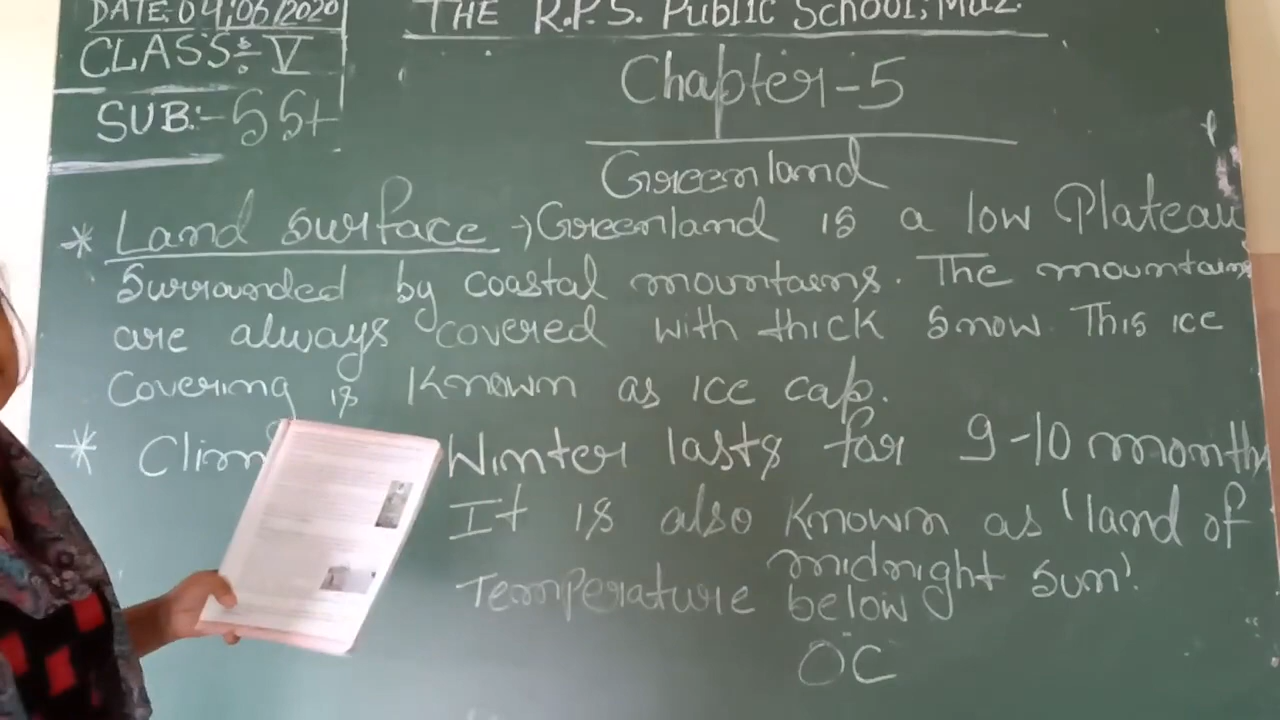 DATE:04/06/2020
THE R.P.S. Public School, Maz.
CLASS:- V
SUB:- SSt
Chapter-5
Greenland
* Land surface → Greenland is a low Plateau
Surrounded by coastal mountains. The mountains
are always covered with thick snow. This ice
covering is known as ice cap.
* Clim Winter lasts for 9-10 months
It is also known as 'land of
midnight sun'.
Temperature below
0°C